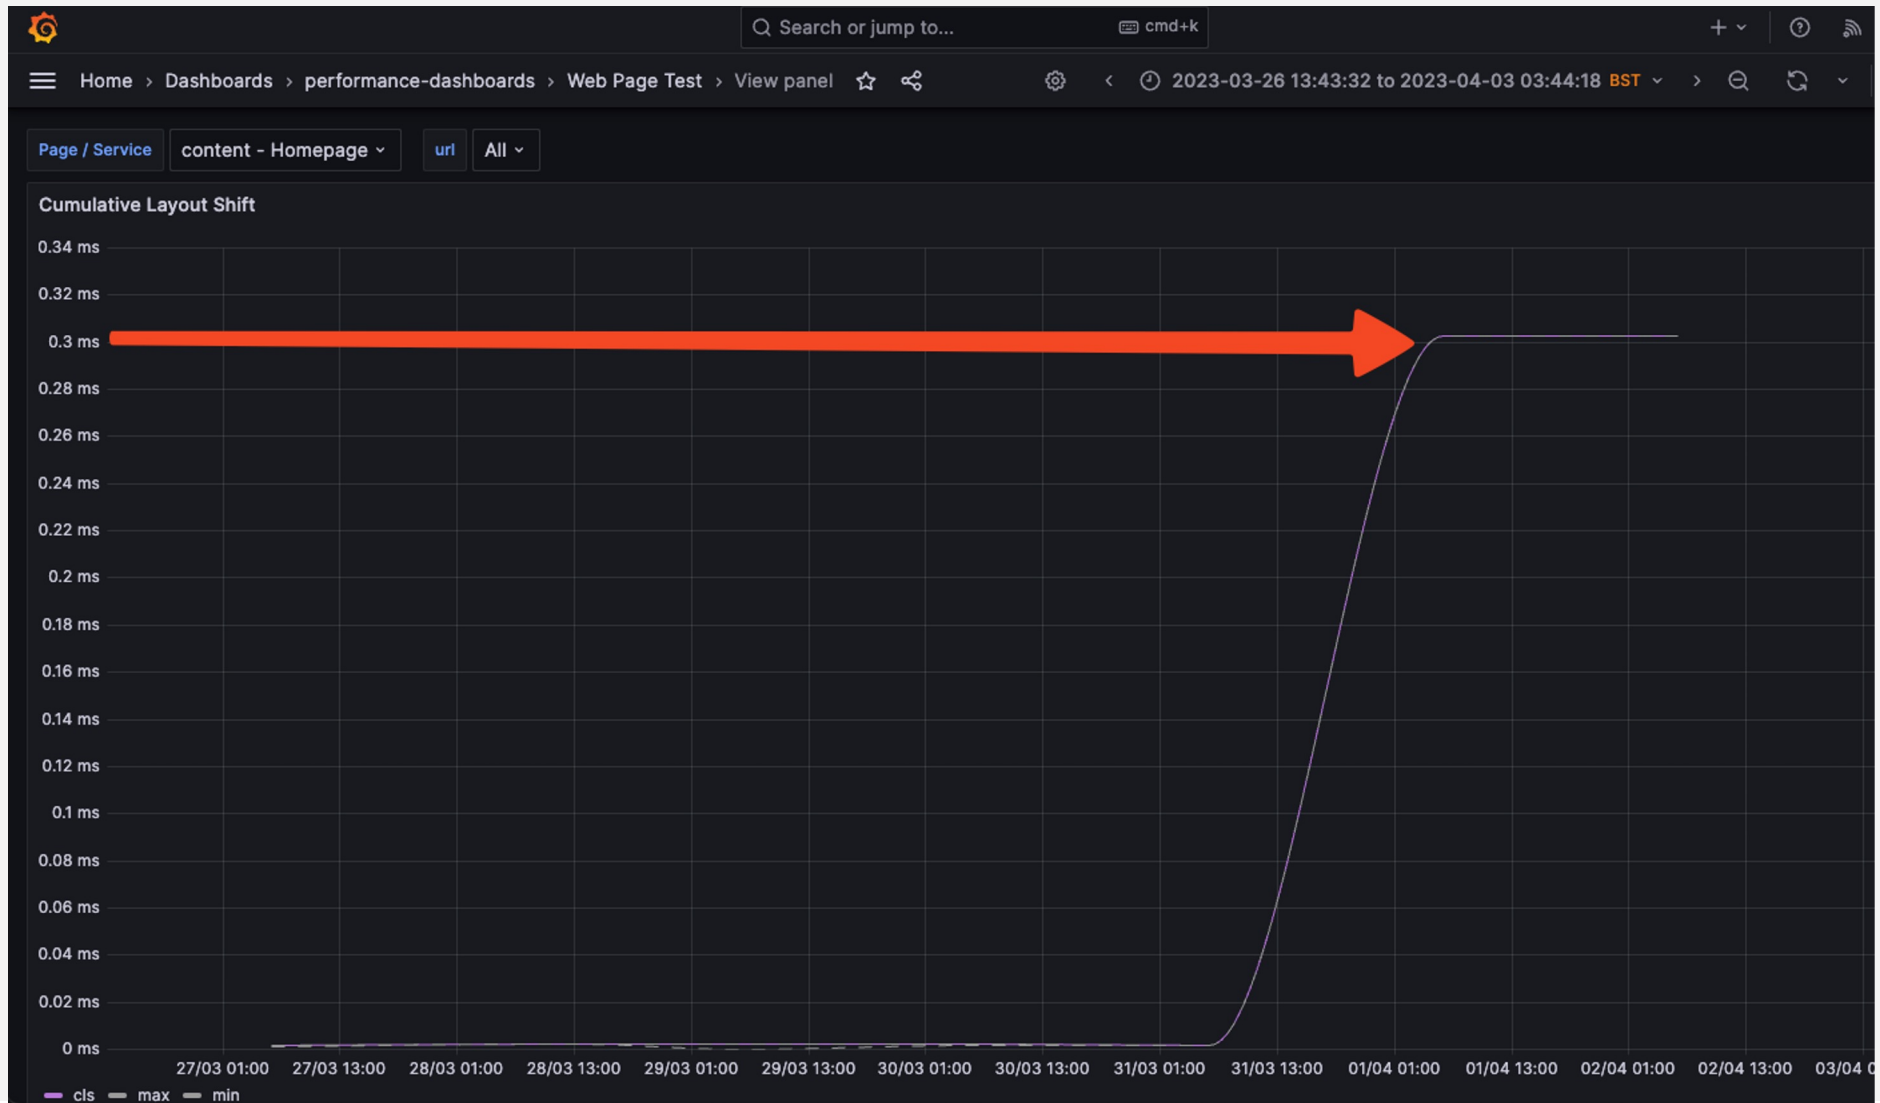 Search or jump to... cmd+k
Home › Dashboards › performance-dashboards › Web Page Test › View panel 2023-03-26 13:43:32 to 2023-04-03 03:44:18 BST
Page / Service content - Homepage url All
Cumulative Layout Shift
0.34 ms
0.32 ms
0.3 ms
0.28 ms
0.26 ms
0.24 ms
0.22 ms
0.2 ms
0.18 ms
0.16 ms
0.14 ms
0.12 ms
0.1 ms
0.08 ms
0.06 ms
0.04 ms
0.02 ms
0 ms
27/03 01:00 27/03 13:00 28/03 01:00 28/03 13:00 29/03 01:00 29/03 13:00 30/03 01:00 30/03 13:00 31/03 01:00 31/03 13:00 01/04 01:00 01/04 13:00 02/04 01:00 02/04 13:00 03/04
cls max min